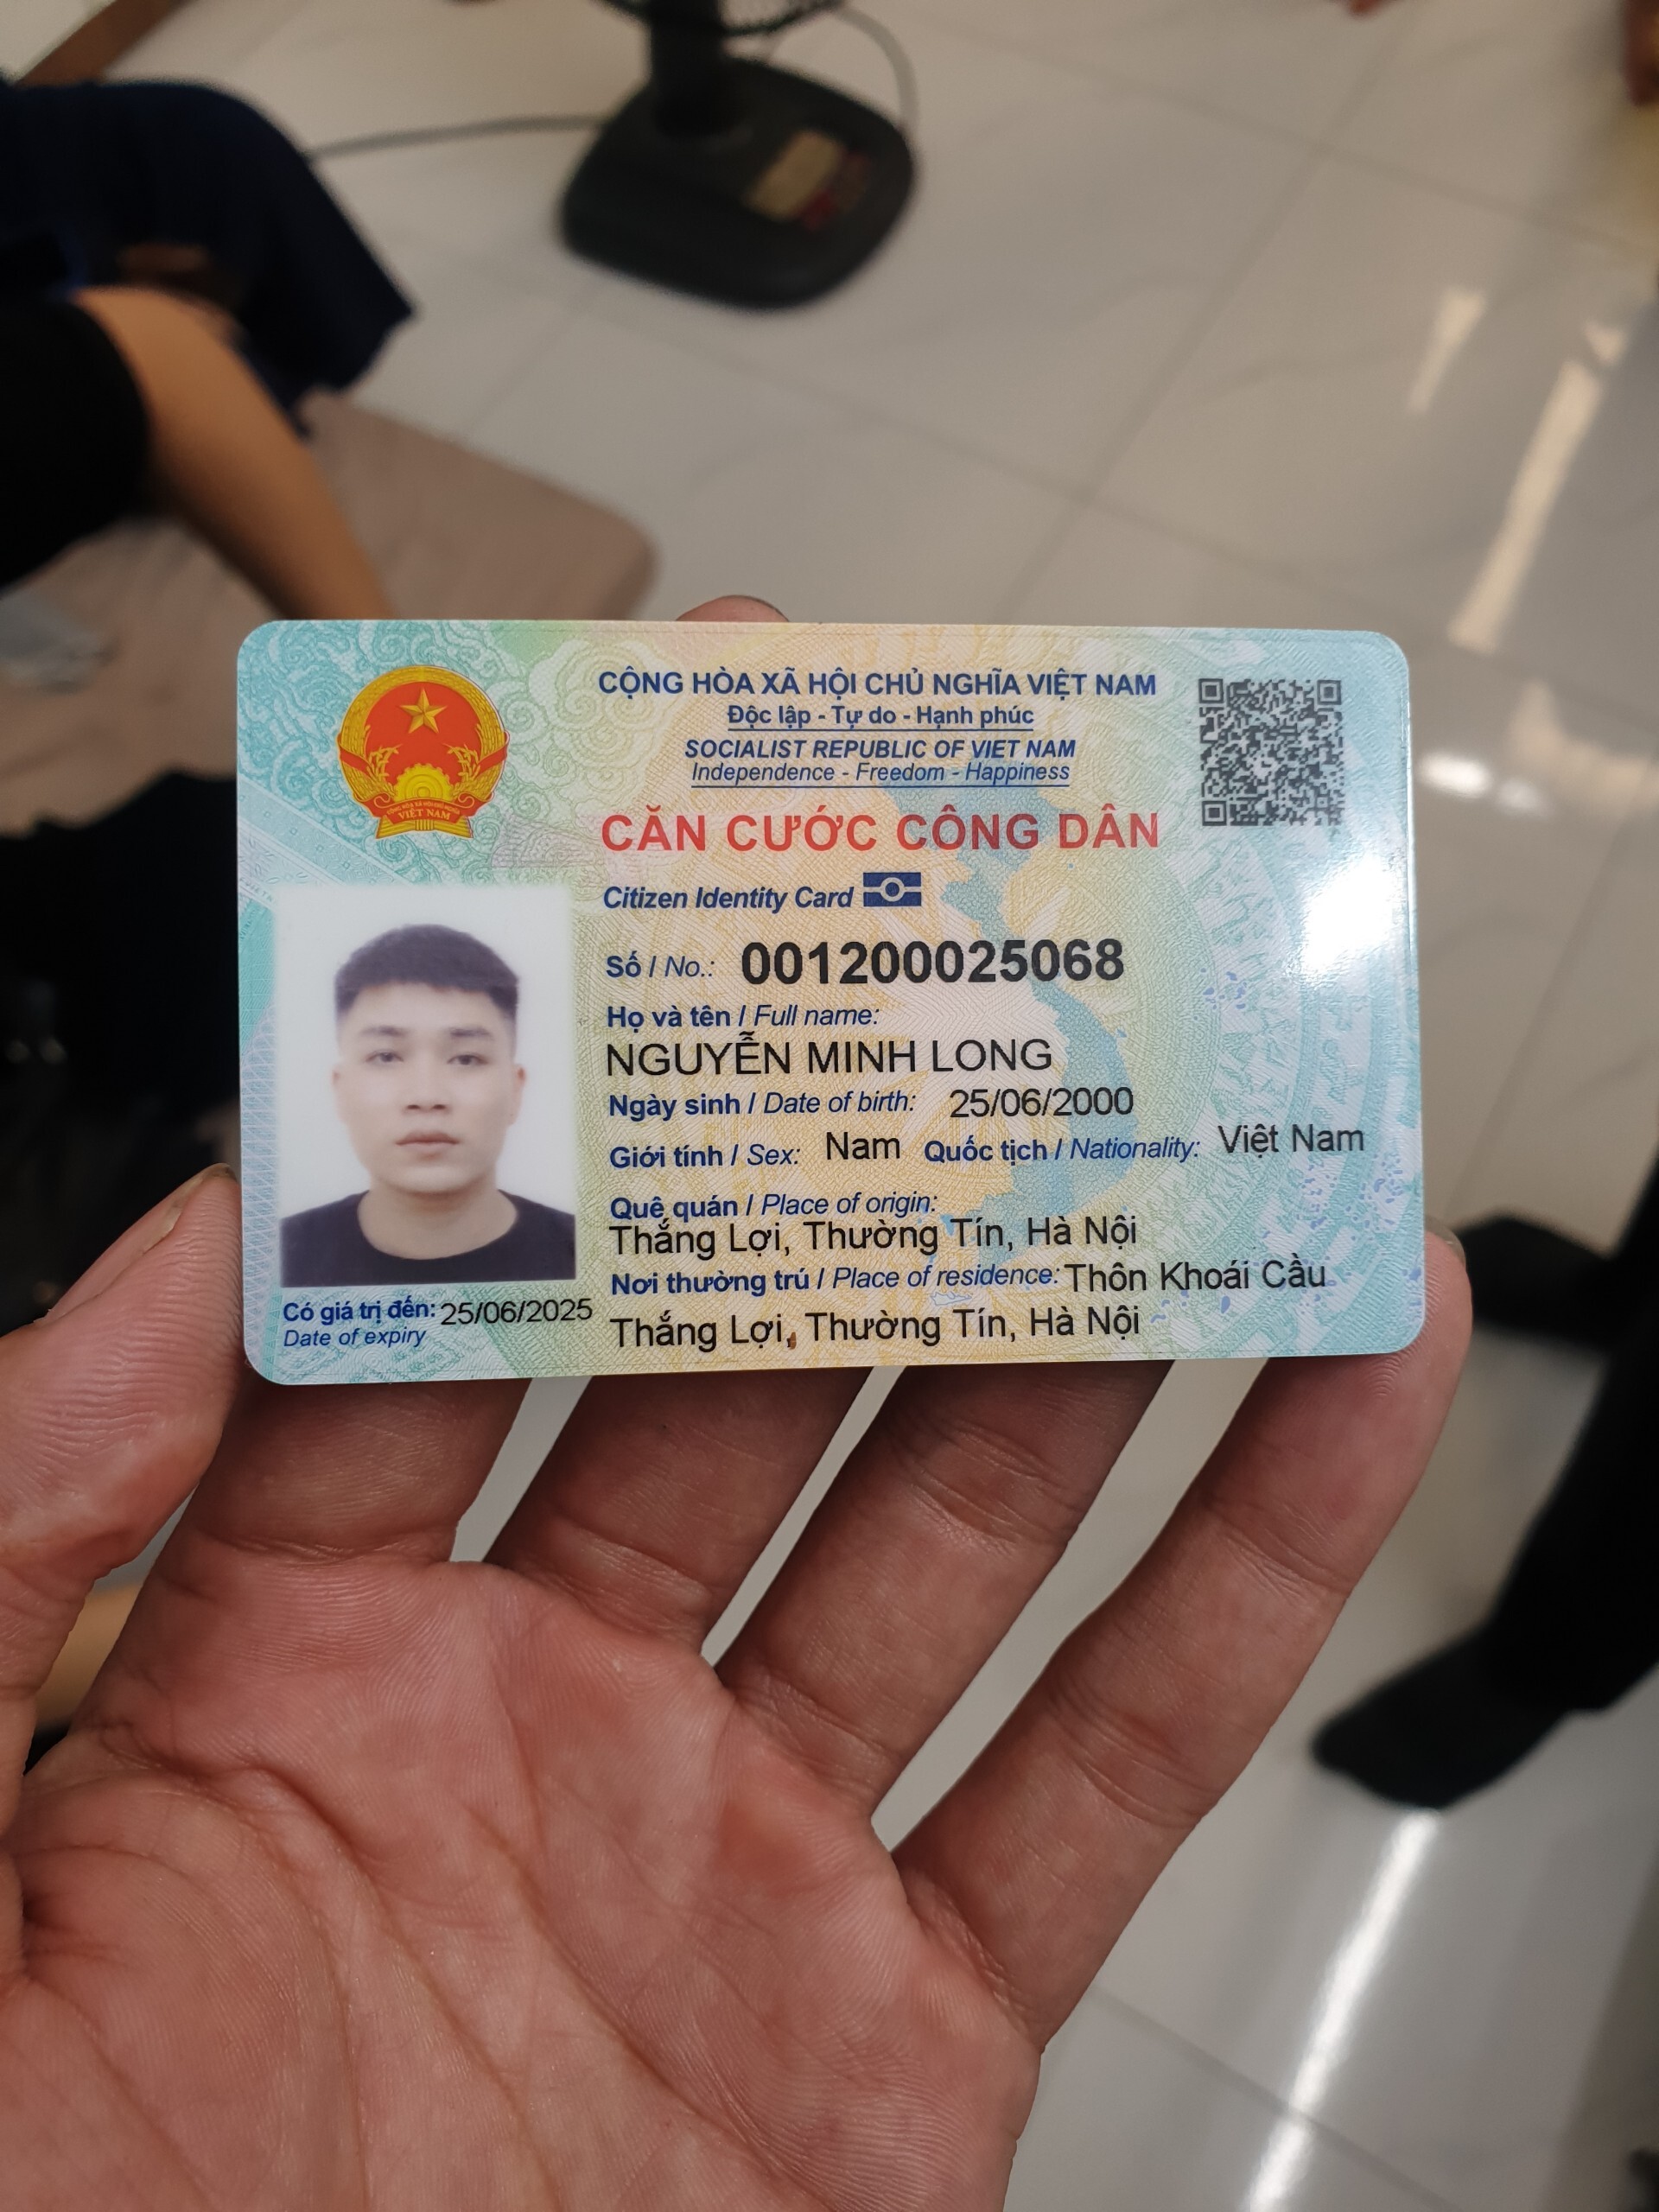 CỘNG HÒA XÃ HỘI CHỦ NGHĨA VIỆT NAM
Độc lập - Tự do - Hạnh phúc
SOCIALIST REPUBLIC OF VIET NAM
Independence - Freedom - Happiness
VIỆT NAM
CĂN CƯỚC CÔNG DÂN
Citizen Identity Card
Số / No.: 001200025068
Họ và tên / Full name:
NGUYỄN MINH LONG
Ngày sinh / Date of birth: 25/06/2000
Giới tính / Sex: Nam Quốc tịch / Nationality: Việt Nam
Quê quán / Place of origin:
Thắng Lợi, Thường Tín, Hà Nội
Nơi thường trú / Place of residence: Thôn Khoái Cầu
Thắng Lợi, Thường Tín, Hà Nội
Có giá trị đến: 25/06/2025
Date of expiry